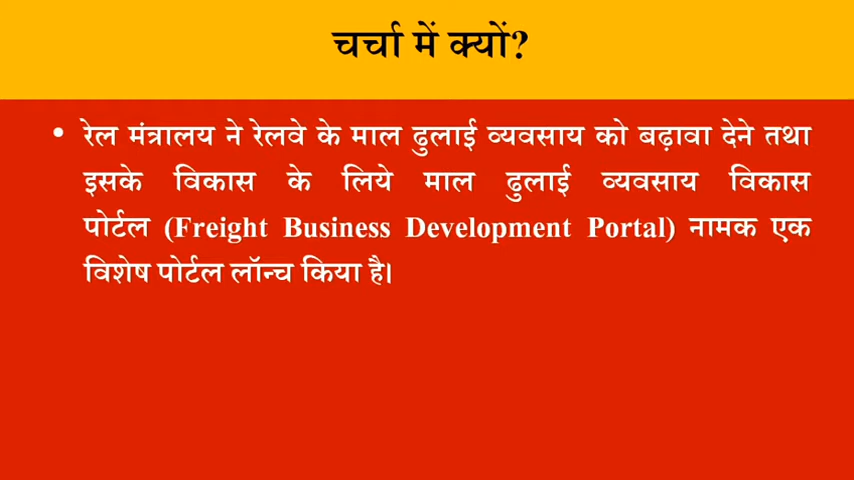 चर्चा में क्यों?
• रेल मंत्रालय ने रेलवे के माल ढुलाई व्यवसाय को बढ़ावा देने तथा
इसके विकास के लिये माल ढुलाई व्यवसाय विकास
पोर्टल (Freight Business Development Portal) नामक एक
विशेष पोर्टल लॉन्च किया है।